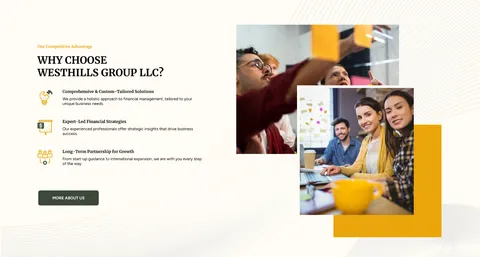 Our Competitive Advantage
WHY CHOOSE
WESTHILLS GROUP LLC?
Comprehensive & Custom-Tailored Solutions
We provide a holistic approach to financial management, tailored to your
unique business needs.
Expert-Led Financial Strategies
Our experienced professionals offer strategic insights that drive business
success.
Long-Term Partnership for Growth
From start-up guidance to international expansion, we are with you every step
of the way.
MORE ABOUT US